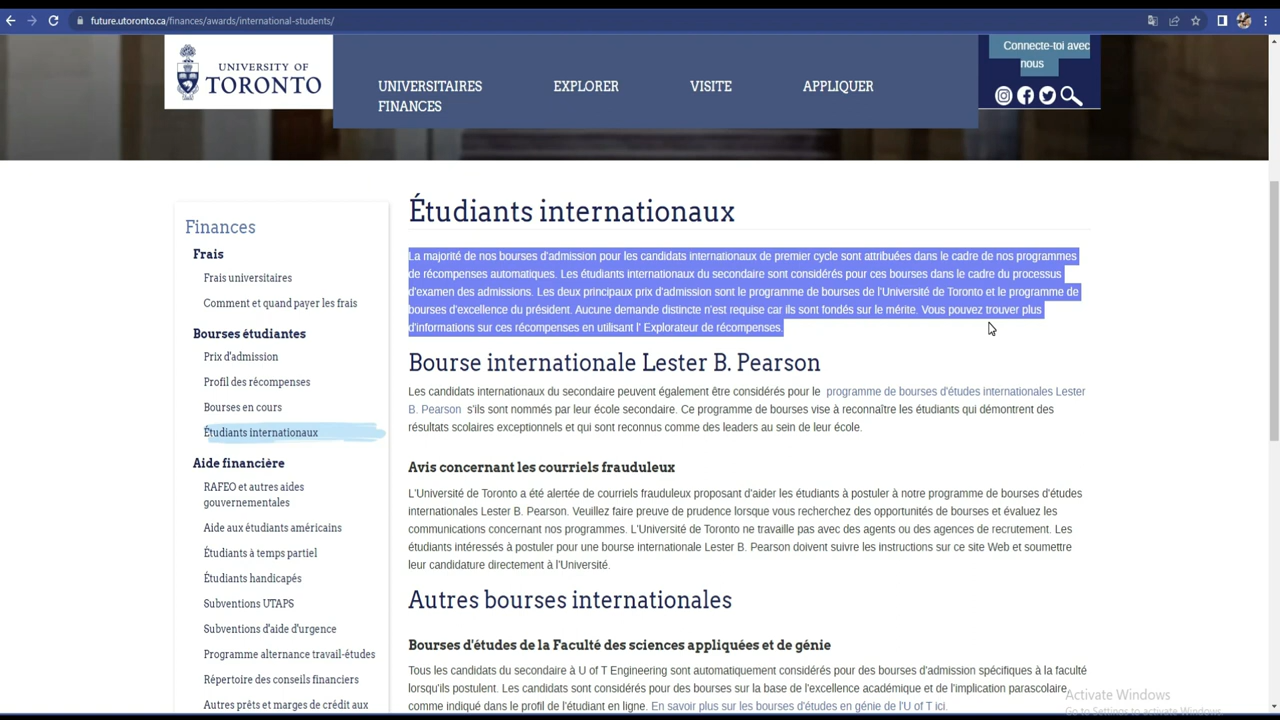 future.utoronto.ca/finances/awards/international-students/
UNIVERSITY OF
TORONTO
UNIVERSITAIRES
EXPLORER
VISITE
APPLIQUER
FINANCES
Connecte-toi avec
nous
Étudiants internationaux
La majorité de nos bourses d'admission pour les candidats internationaux de premier cycle sont attribuées dans le cadre de nos programmes
de récompenses automatiques. Les étudiants internationaux du secondaire sont considérés pour ces bourses dans le cadre du processus
d'examen des admissions. Les deux principaux prix d'admission sont le programme de bourses de l'Université de Toronto et le programme de
bourses d'excellence du président. Aucune demande distincte n'est requise car ils sont fondés sur le mérite. Vous pouvez trouver plus
d'informations sur ces récompenses en utilisant l' Explorateur de récompenses.
Bourse internationale Lester B. Pearson
Les candidats internationaux du secondaire peuvent également être considérés pour le programme de bourses d'études internationales Lester
B. Pearson s'ils sont nommés par leur école secondaire. Ce programme de bourses vise à reconnaître les étudiants qui démontrent des
résultats scolaires exceptionnels et qui sont reconnus comme des leaders au sein de leur école.
Avis concernant les courriels frauduleux
L'Université de Toronto a été alertée de courriels frauduleux proposant d'aider les étudiants à postuler à notre programme de bourses d'études
internationales Lester B. Pearson. Veuillez faire preuve de prudence lorsque vous recherchez des opportunités de bourses et évaluez les
communications concernant nos programmes. L'Université de Toronto ne travaille pas avec des agents ou des agences de recrutement. Les
étudiants intéressés à postuler pour une bourse internationale Lester B. Pearson doivent suivre les instructions sur ce site Web et soumettre
leur candidature directement à l'Université.
Autres bourses internationales
Bourses d'études de la Faculté des sciences appliquées et de génie
Tous les candidats du secondaire à U of T Engineering sont automatiquement considérés pour des bourses d'admission spécifiques à la faculté
lorsqu'ils postulent. Les candidats sont considérés pour des bourses sur la base de l'excellence académique et de l'implication parascolaire,
comme indiqué dans le profil de l'étudiant en ligne. En savoir plus sur les bourses d'études en génie de l'U of T ici.
Finances
Frais
Frais universitaires
Comment et quand payer les frais
Bourses étudiantes
Prix d'admission
Profil des récompenses
Bourses en cours
Étudiants internationaux
Aide financière
RAFEO et autres aides
gouvernementales
Aide aux étudiants américains
Étudiants à temps partiel
Étudiants handicapés
Subventions UTAPS
Subventions d'aide d'urgence
Programme alternance travail-études
Répertoire des conseils financiers
Autres prêts et marges de crédit aux
Activate Windows
Go to Settings to activate Windows.